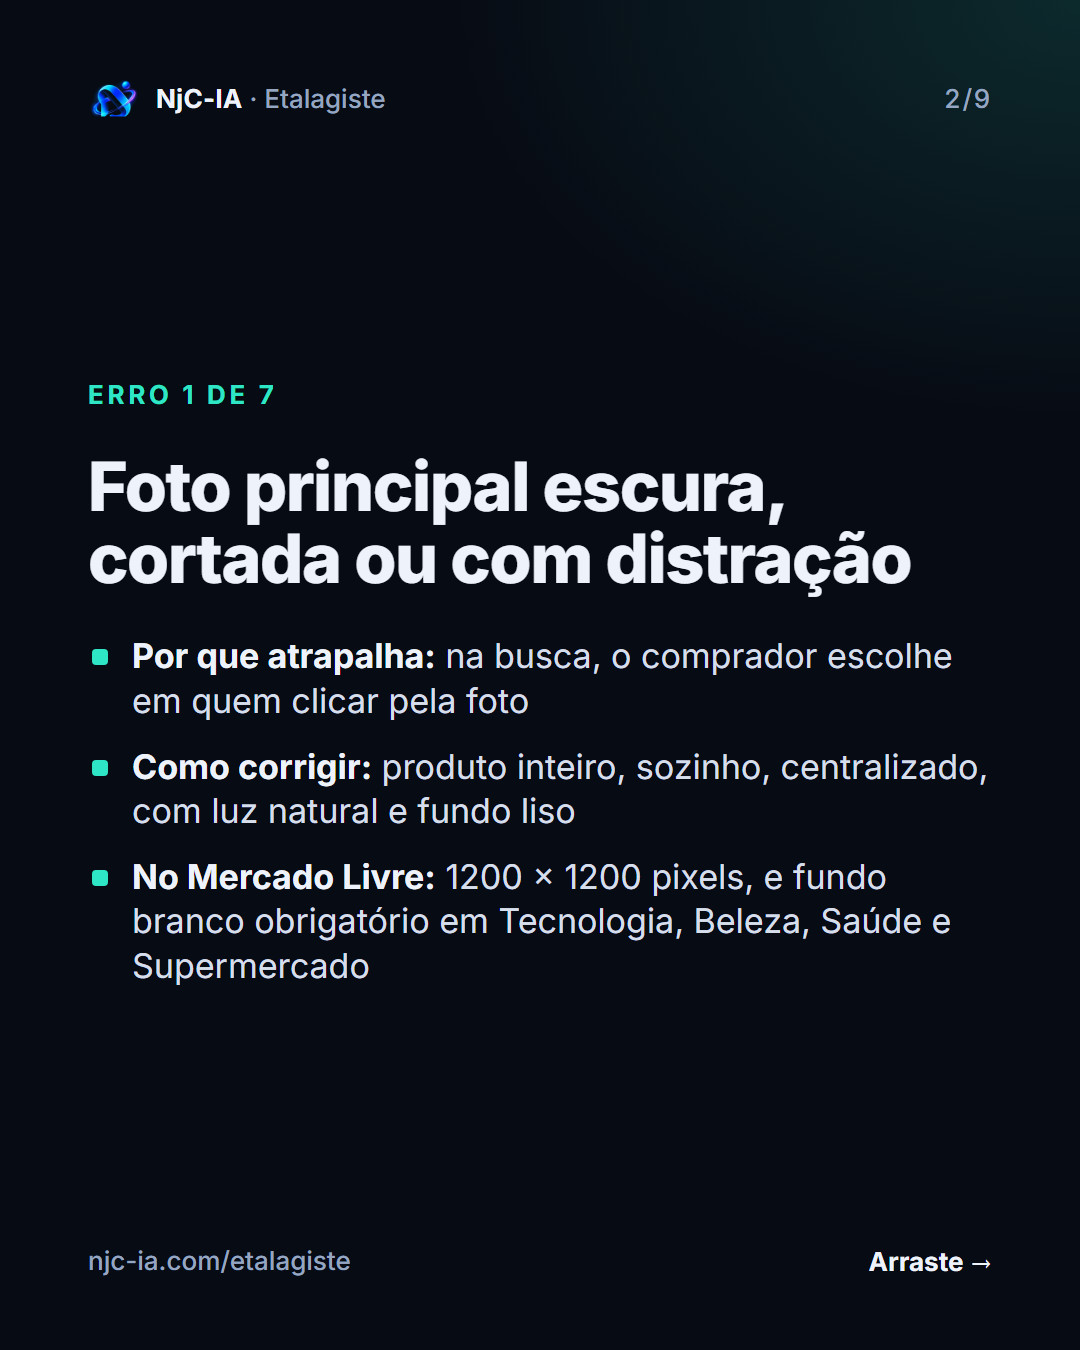 NjC-IA · Etalagiste
2/9
ERRO 1 DE 7
Foto principal escura,
cortada ou com distração
Por que atrapalha: na busca, o comprador escolhe
em quem clicar pela foto
Como corrigir: produto inteiro, sozinho, centralizado,
com luz natural e fundo liso
No Mercado Livre: 1200 × 1200 pixels, e fundo
branco obrigatório em Tecnologia, Beleza, Saúde e
Supermercado
njc-ia.com/etalagiste
Arraste →